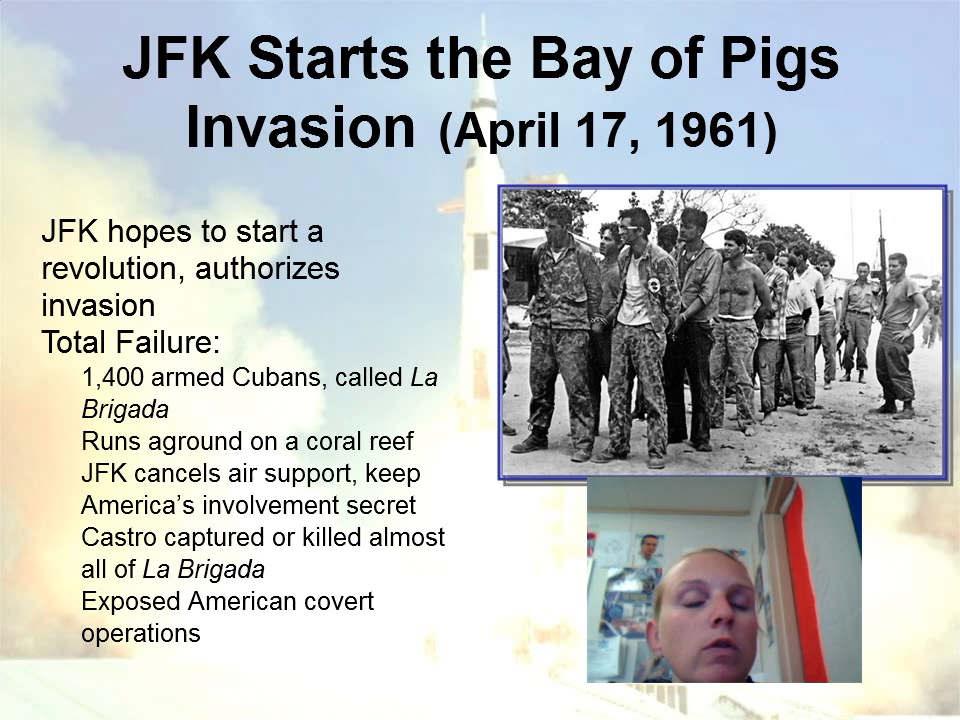 JFK Starts the Bay of Pigs
Invasion (April 17, 1961)
JFK hopes to start a
revolution, authorizes
invasion
Total Failure:
1,400 armed Cubans, called La
Brigada
Runs aground on a coral reef
JFK cancels air support, keep
America’s involvement secret
Castro captured or killed almost
all of La Brigada
Exposed American covert
operations